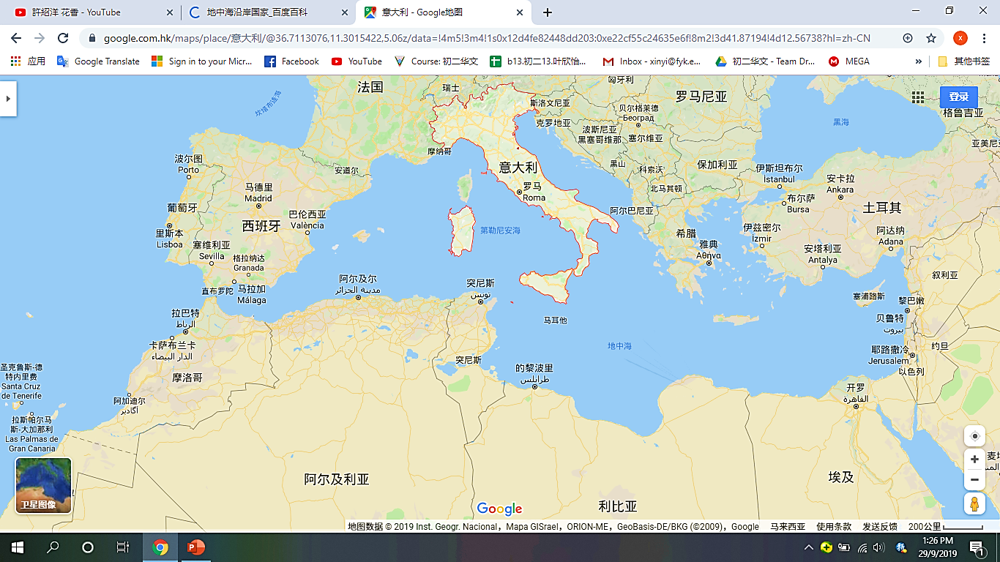 許紹洋 花香 - YouTube
地中海沿岸国家_百度百科
意大利 - Google地图
google.com.hk/maps/place/意大利/@36.7113076,11.3015422,5.06z/data=!4m5!3m4!1s0x12d4fe82448dd203:0xe22cf55c24635e6f!8m2!3d41.87194!4d12.56738?hl=zh-CN
应用
Google Translate
Sign in to your Micr...
Facebook
YouTube
Course: 初二华文
b13.初二13.叶欣怡...
Inbox - xinyi@fyk.e...
初二华文 - Team Dr...
MEGA
其他书签
法国
瑞士
匈牙利
罗马尼亚
登录
格鲁吉亚
坎塔布连海
斯洛文尼亚
克罗地亚
贝尔格莱德
Београд
波斯尼亚
黑塞哥维那
塞尔维亚
黑海
亚美尼
摩纳哥
安道尔
波尔图
Porto
意大利
罗马
Roma
黑山
科索沃
保加利亚
北马其顿
伊斯坦布尔
Istanbul
安卡拉
Ankara
布尔萨
Bursa
土耳其
马德里
Madrid
葡萄牙
西班牙
巴伦西亚
València
里斯本
Lisboa
塞维利亚
Sevilla
格拉纳达
Granada
第勒尼安海
阿尔巴尼亚
希腊
雅典
Αθήνα
伊兹密尔
İzmir
阿达纳
Adana
安塔利亚
Antalya
直布罗陀
马拉加
Málaga
阿尔及尔
مدينة الجزائر
突尼斯
تونس
叙利亚
塞浦路斯
黎巴嫩
贝鲁特
بيروت
拉巴特
الرباط
卡萨布兰卡
الدار البيضاء
马耳他
地中海
耶路撒冷
Jerusalem
约旦
以色列
突尼斯
的黎波里
طرابلس
圣克鲁斯-德
特内里费
Santa Cruz
de Tenerife
摩洛哥
阿加迪尔
أكادير
开罗
القاهرة
拉斯帕尔马
斯-大加那利
Las Palmas de
Gran Canaria
阿尔及利亚
利比亚
埃及
卫星图像
Google
地图数据 © 2019 Inst. Geogr. Nacional，Mapa GISrael，ORION-ME，GeoBasis-DE/BKG (©2009)，Google
马来西亚
使用条款
发送反馈
200公里
1:26 PM
29/9/2019